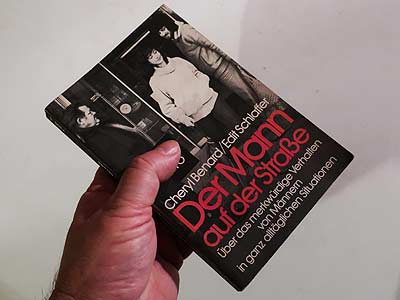 Cheryl Benard/Edit Schlaffer
Der Mann
auf der Straße
Über das merkwürdige Verhalten
von Männern
in ganz alltäglichen Situationen